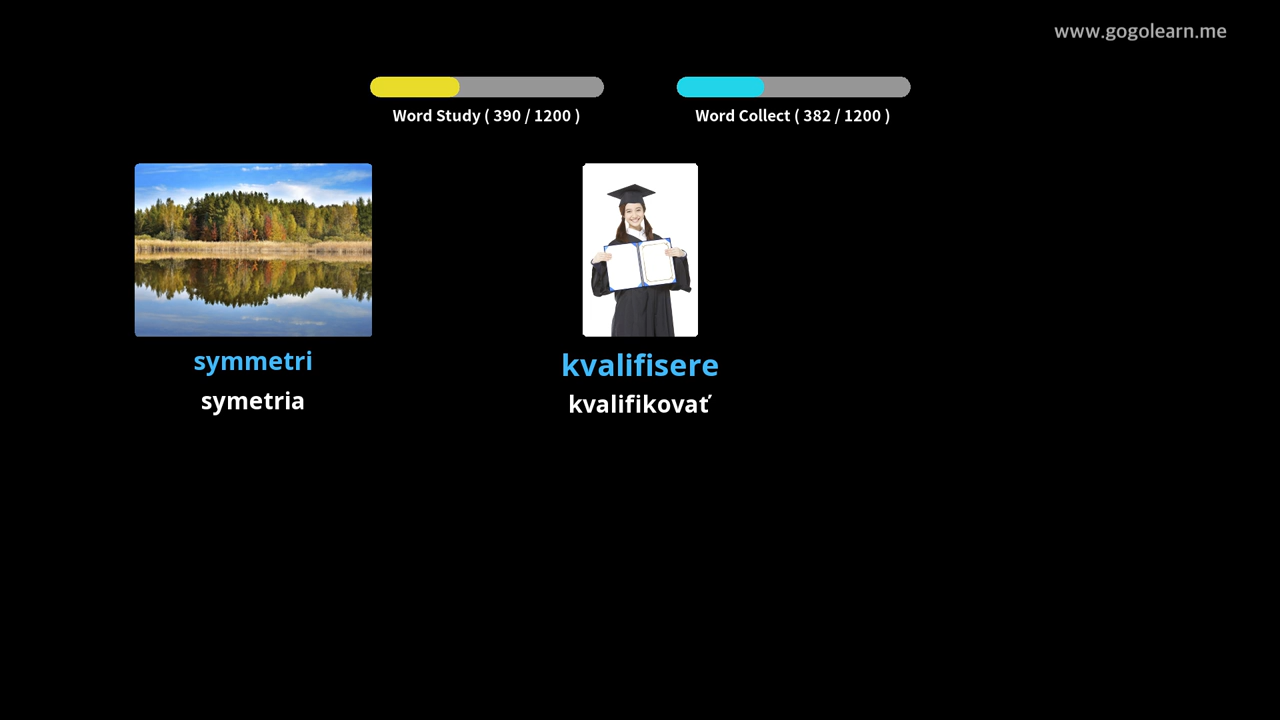 www.gogolearn.me
Word Study ( 390 / 1200 )
Word Collect ( 382 / 1200 )
symmetri
symetria
kvalifisere
kvalifikovať